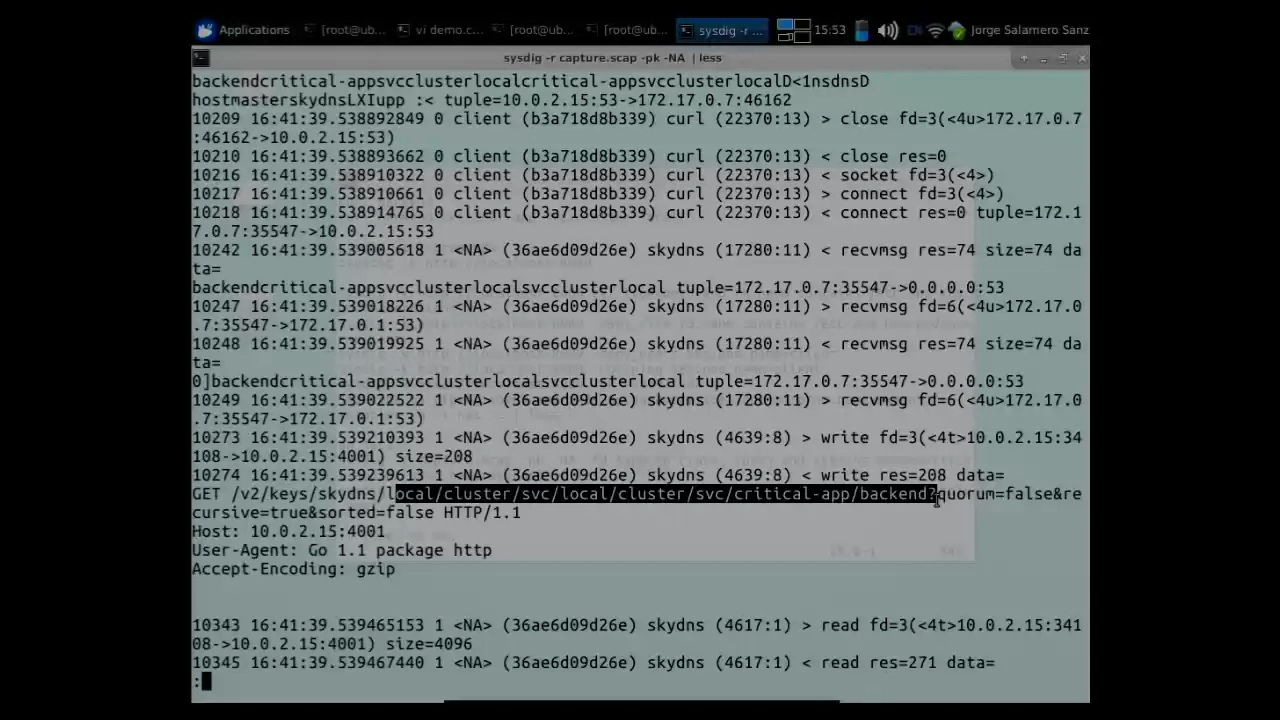 Applications [root@ub... vi demo.c... [root@ub... [root@ub... sysdig -r ... 15:53 EN Jorge Salamero Sanz
sysdig -r capture.scap -pk -NA | less
backendcritical-appsvcclusterlocalcritical-appsvcclusterlocalD<1nsdnsD
hostmasterskydnsLXIupp :< tuple=10.0.2.15:53->172.17.0.7:46162
10209 16:41:39.538892849 0 client (b3a718d8b339) curl (22370:13) > close fd=3(<4u>172.17.0.7
:46162->10.0.2.15:53)
10210 16:41:39.538893662 0 client (b3a718d8b339) curl (22370:13) < close res=0
10216 16:41:39.538910322 0 client (b3a718d8b339) curl (22370:13) < socket fd=3(<4>)
10217 16:41:39.538910661 0 client (b3a718d8b339) curl (22370:13) > connect fd=3(<4>)
10218 16:41:39.538914765 0 client (b3a718d8b339) curl (22370:13) < connect res=0 tuple=172.1
7.0.7:35547->10.0.2.15:53
10242 16:41:39.539005618 1 <NA> (36ae6d09d26e) skydns (17280:11) < recvmsg res=74 size=74 da
ta=
backendcritical-appsvcclusterlocalsvcclusterlocal tuple=172.17.0.7:35547->0.0.0.0:53
10247 16:41:39.539018226 1 <NA> (36ae6d09d26e) skydns (17280:11) > recvmsg fd=6(<4u>172.17.0
.7:35547->172.17.0.1:53)
10248 16:41:39.539019925 1 <NA> (36ae6d09d26e) skydns (17280:11) < recvmsg res=74 size=74 da
ta=
0]backendcritical-appsvcclusterlocalsvcclusterlocal tuple=172.17.0.7:35547->0.0.0.0:53
10249 16:41:39.539022522 1 <NA> (36ae6d09d26e) skydns (17280:11) > recvmsg fd=6(<4u>172.17.0
.7:35547->172.17.0.1:53)
10273 16:41:39.539210393 1 <NA> (36ae6d09d26e) skydns (4639:8) > write fd=3(<4t>10.0.2.15:34
108->10.0.2.15:4001) size=208
10274 16:41:39.539239613 1 <NA> (36ae6d09d26e) skydns (4639:8) < write res=208 data=
GET /v2/keys/skydns/local/cluster/svc/local/cluster/svc/critical-app/backend?quorum=false&re
cursive=true&sorted=false HTTP/1.1
Host: 10.0.2.15:4001
User-Agent: Go 1.1 package http
Accept-Encoding: gzip
10343 16:41:39.539465153 1 <NA> (36ae6d09d26e) skydns (4617:1) > read fd=3(<4t>10.0.2.15:341
08->10.0.2.15:4001) size=4096
10345 16:41:39.539467440 1 <NA> (36ae6d09d26e) skydns (4617:1) < read res=271 data=
: